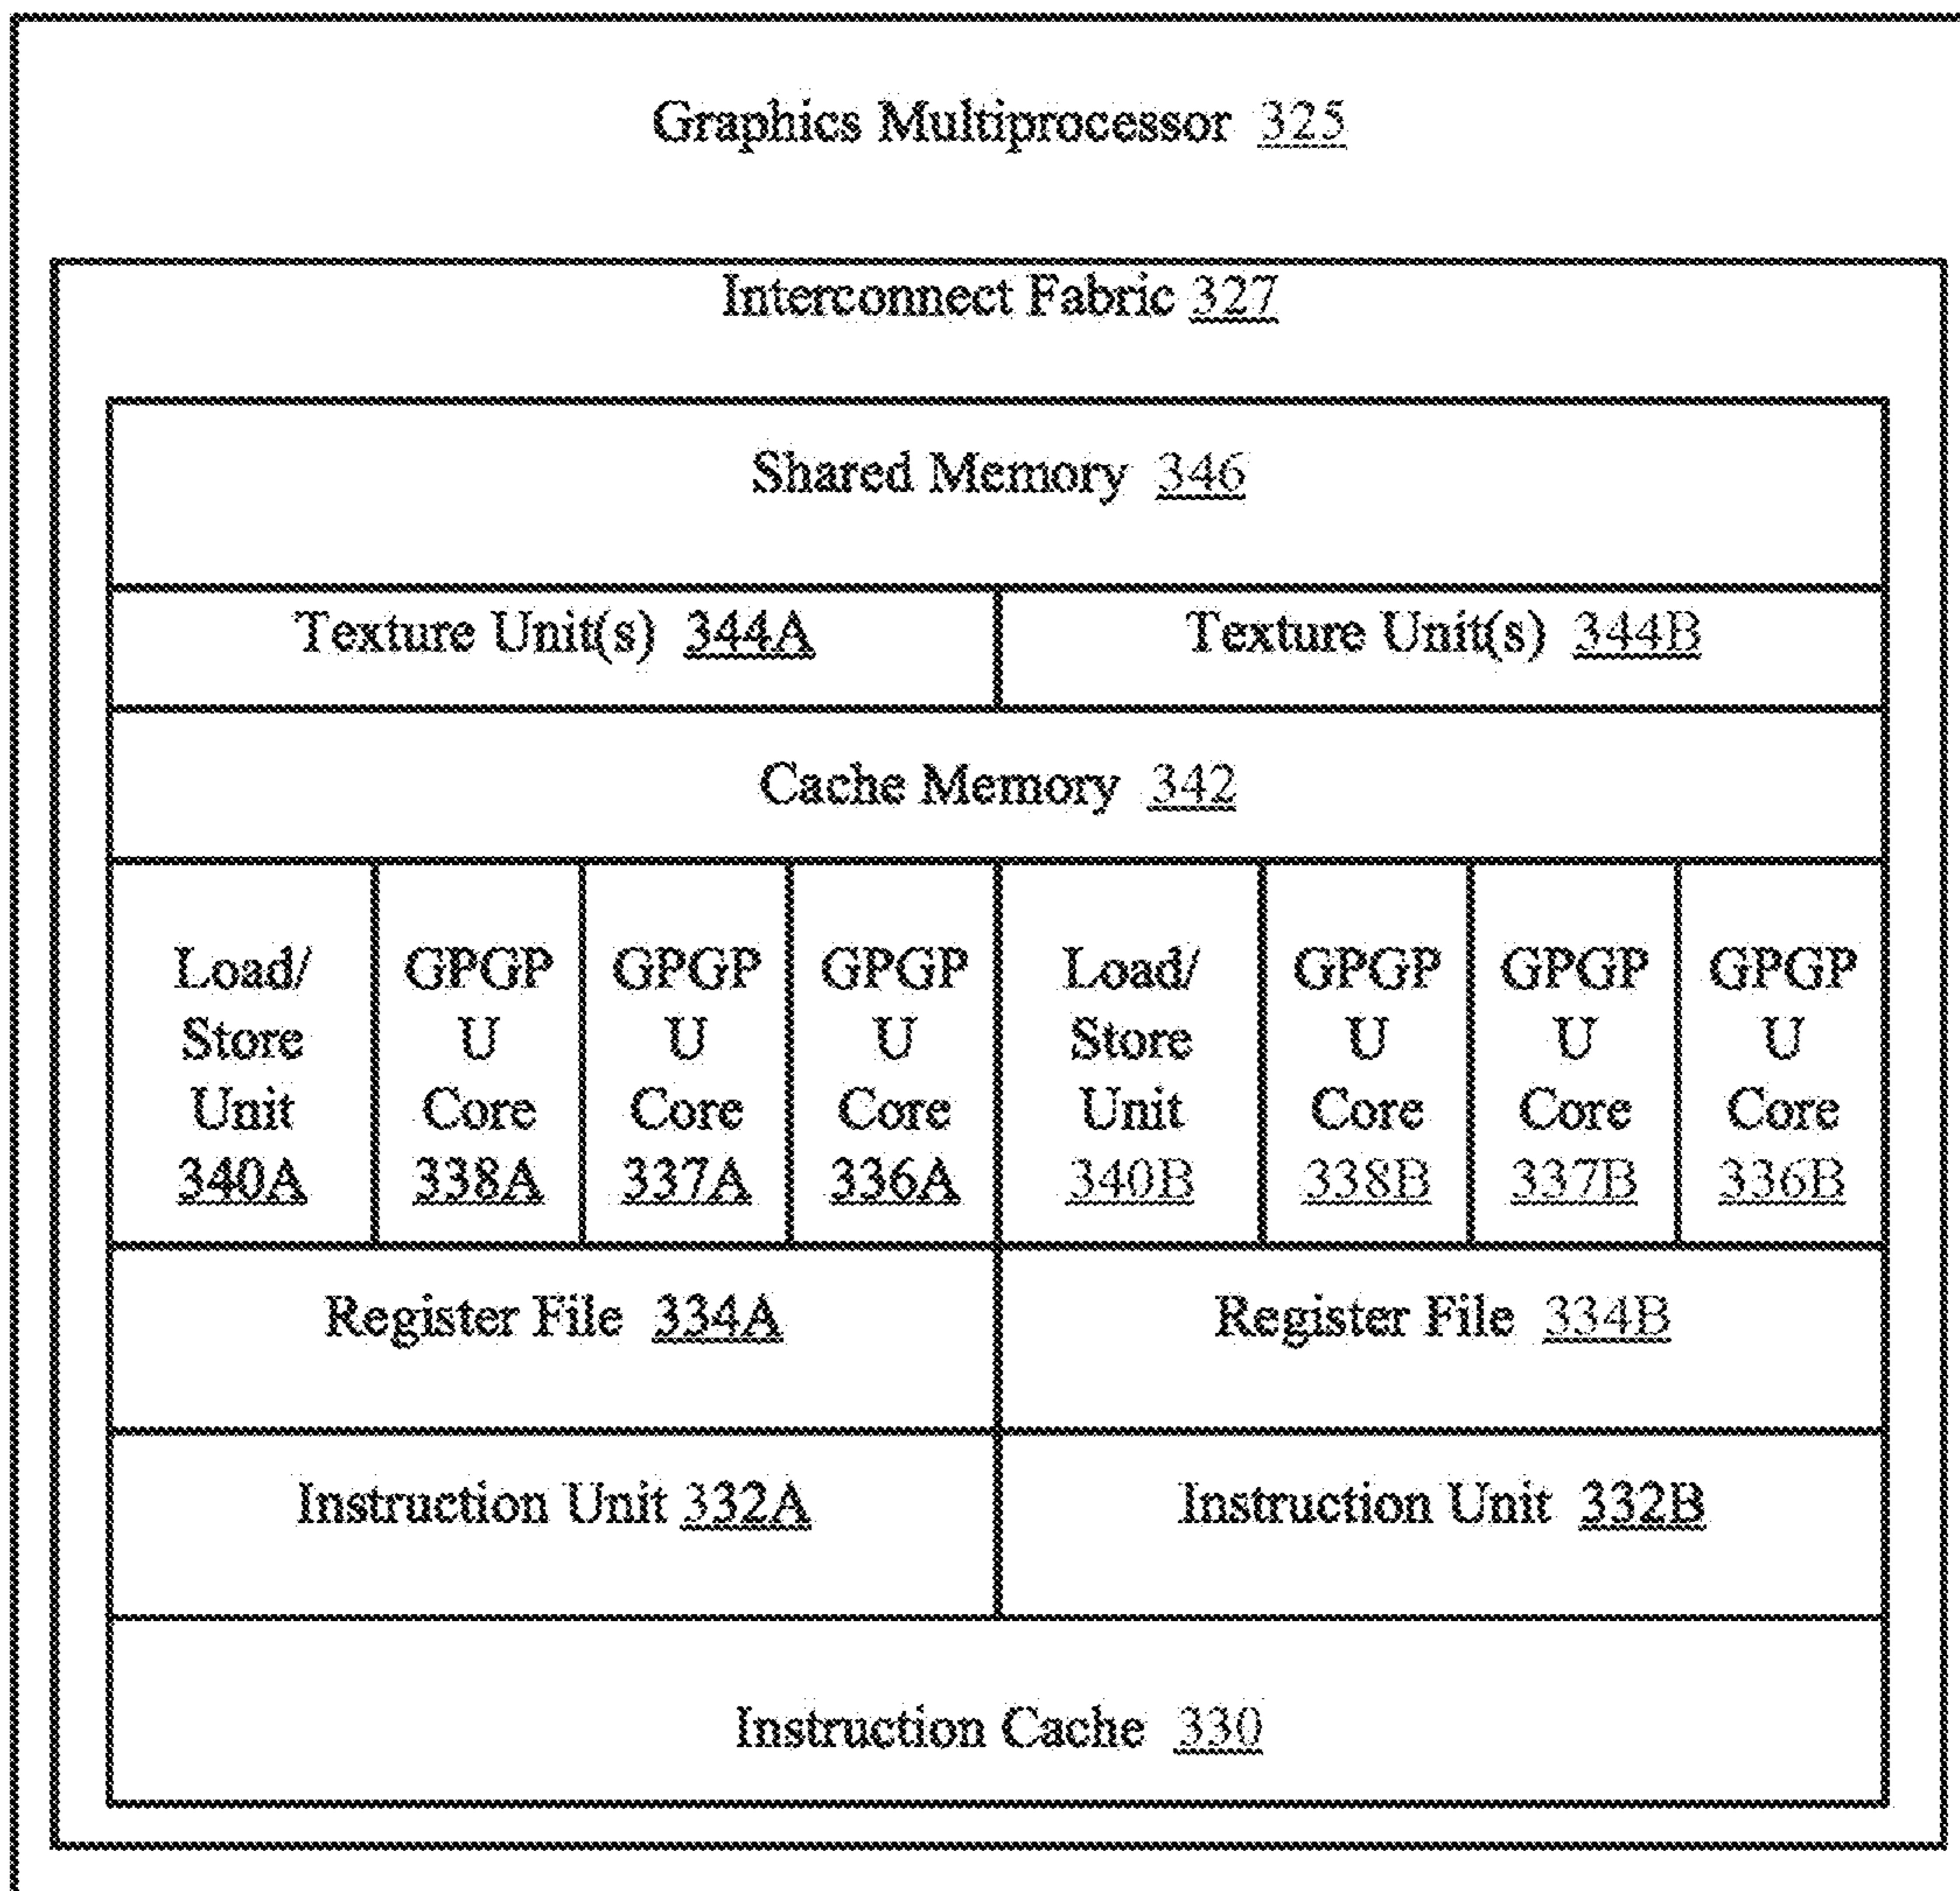 Graphics Multiprocessor 325
Interconnect Fabric 327
Shared Memory 346
Texture Unit(s) 344A
Texture Unit(s) 344B
Cache Memory 342
Load/
Store
Unit
340A
GPGP
U
Core
338A
GPGP
U
Core
337A
GPGP
U
Core
336A
Load/
Store
Unit
340B
GPGP
U
Core
338B
GPGP
U
Core
337B
GPGP
U
Core
336B
Register File 334A
Register File 334B
Instruction Unit 332A
Instruction Unit 332B
Instruction Cache 330